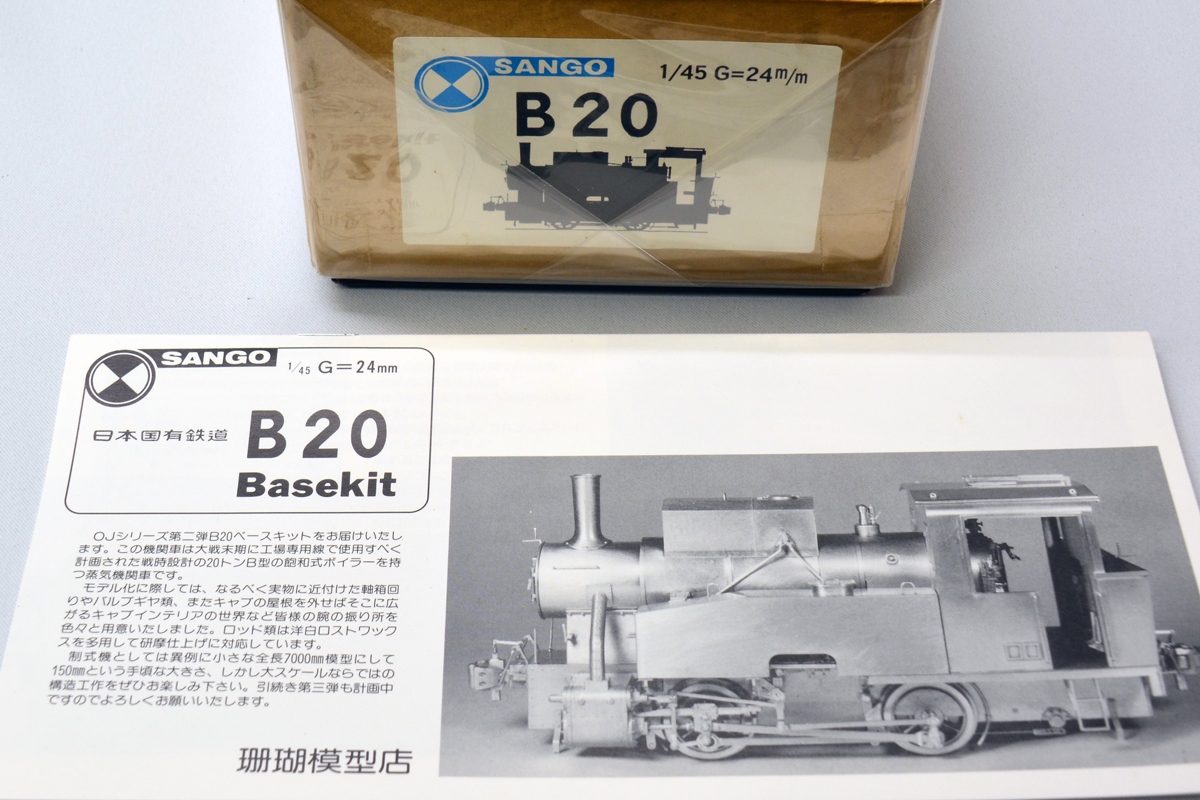 SANGO
1/45 G=24m/m
B20
SANGO
1/45 G=24mm
日本国有鉄道 B20
Basekit
OJシリーズ第二弾B20ベースキットをお届けいたし
ます。この機関車は大戦末期に工場専用線で使用すべく
計画された戦時設計の20トンB型の飽和式ボイラーを持
つ蒸気機関車です。
モデル化に際しては、なるべく実物に近付けた軸箱回
りやバルブギヤ類、またキャブの屋根を外せばそこに広
がるキャブインテリアの世界など皆様の腕の振り所を
色々と用意いたしました。ロッド類は洋白ロストワック
スを多用して研摩仕上げに対応しています。
制式機としては異例に小さな全長7000mm模型にして
150mmという手頃な大きさ、しかし大スケールならではの
構造工作をぜひお楽しみ下さい。引続き第三弾も計画中
ですのでよろしくお願いいたします。
珊瑚模型店